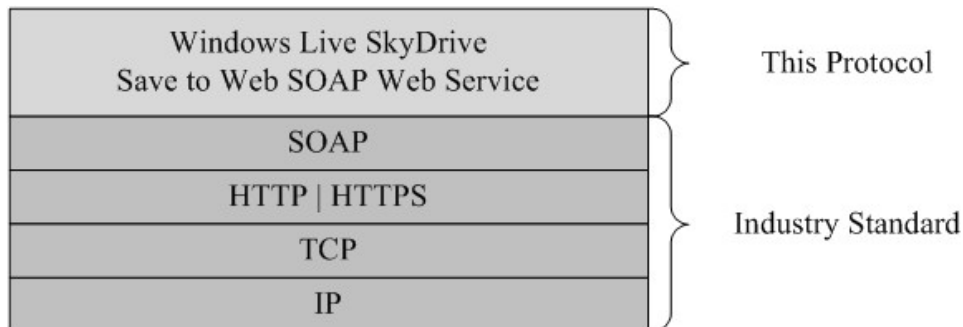 Windows Live SkyDrive
Save to Web SOAP Web Service
This Protocol
SOAP
HTTP | HTTPS
TCP
IP
Industry Standard